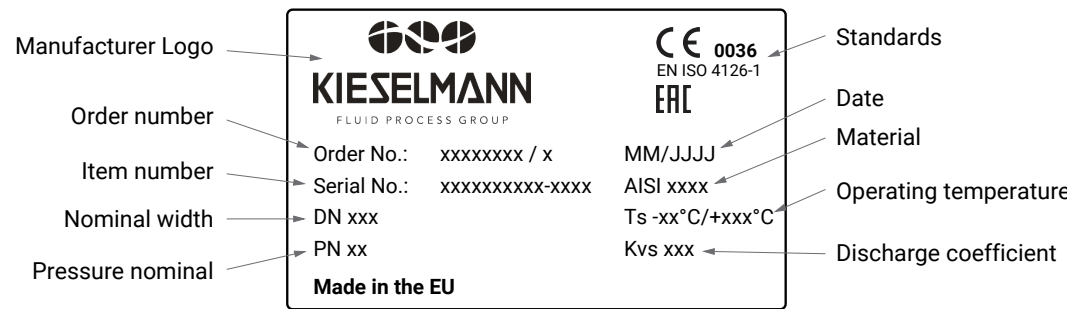 Manufacturer Logo
Order number
Item number
Nominal width
Pressure nominal
KIESELMANN
FLUID PROCESS GROUP
CE 0036
EN ISO 4126-1
EAC
Order No.: xxxxxxxx / x MM/JJJJ
Serial No.: xxxxxxxxxx-xxxx AISI xxxx
DN xxx Ts -xx°C/+xxx°C
PN xx Kvs xxx
Made in the EU
Standards
Date
Material
Operating temperature
Discharge coefficient